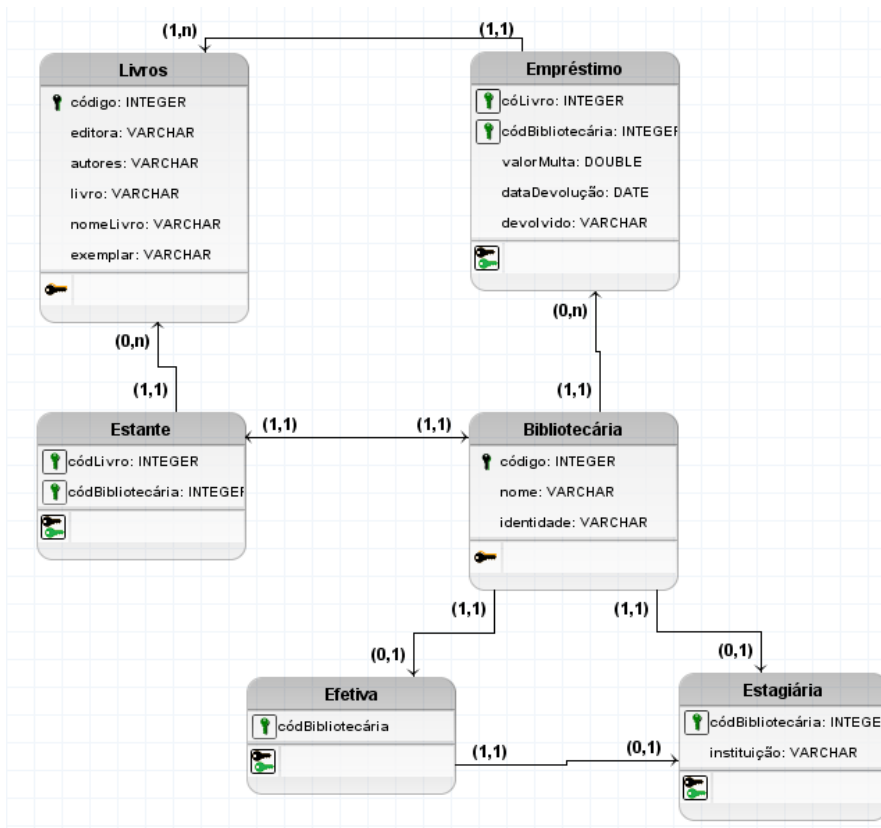 (1,n)
(1,1)
Livros
código: INTEGER
editora: VARCHAR
autores: VARCHAR
livro: VARCHAR
nomeLivro: VARCHAR
exemplar: VARCHAR
Empréstimo
cóLivro: INTEGER
códBibliotecária: INTEGER
valorMulta: DOUBLE
dataDevolução: DATE
devolvido: VARCHAR
(0,n)
(1,1)
(0,n)
(1,1)
Estante
códLivro: INTEGER
códBibliotecária: INTEGER
(1,1)
(1,1)
Bibliotecária
código: INTEGER
nome: VARCHAR
identidade: VARCHAR
(1,1)
(0,1)
(1,1)
(0,1)
Efetiva
códBibliotecária
(1,1)
(0,1)
Estagiária
códBibliotecária: INTEGE
instituição: VARCHAR